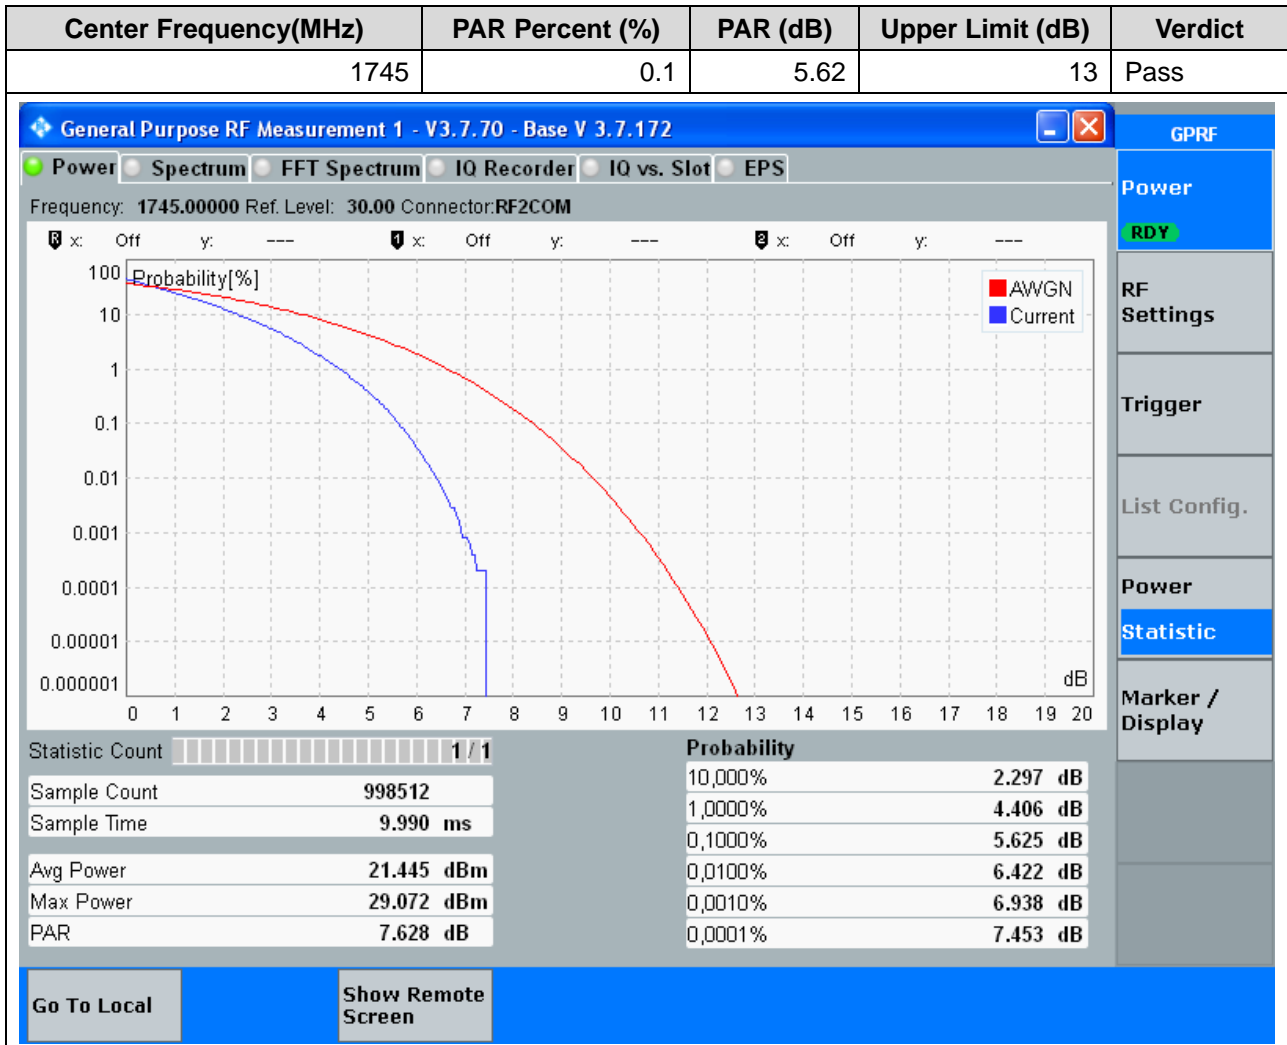 Center Frequency(MHz) PAR Percent (%) PAR (dB) Upper Limit (dB) Verdict
1745 0.1 5.62 13 Pass
General Purpose RF Measurement 1 - V3.7.70 - Base V 3.7.172
GPRF
Power Spectrum FFT Spectrum IQ Recorder IQ vs. Slot EPS
Power
RDY
Frequency: 1745.00000 Ref. Level: 30.00 Connector:RF2COM
R x: Off y: --- 1 x: Off y: --- 2 x: Off y: ---
Probability[%]
100
10
1
0.1
0.01
0.001
0.0001
0.00001
0.000001
AWGN
Current
dB
0 1 2 3 4 5 6 7 8 9 10 11 12 13 14 15 16 17 18 19 20
RF
Settings
Trigger
List Config.
Power
Statistic
Marker /
Display
Statistic Count 1 / 1
Sample Count 998512
Sample Time 9.990 ms
Avg Power 21.445 dBm
Max Power 29.072 dBm
PAR 7.628 dB
Probability
10,000% 2.297 dB
1,0000% 4.406 dB
0,1000% 5.625 dB
0,0100% 6.422 dB
0,0010% 6.938 dB
0,0001% 7.453 dB
Go To Local
Show Remote
Screen